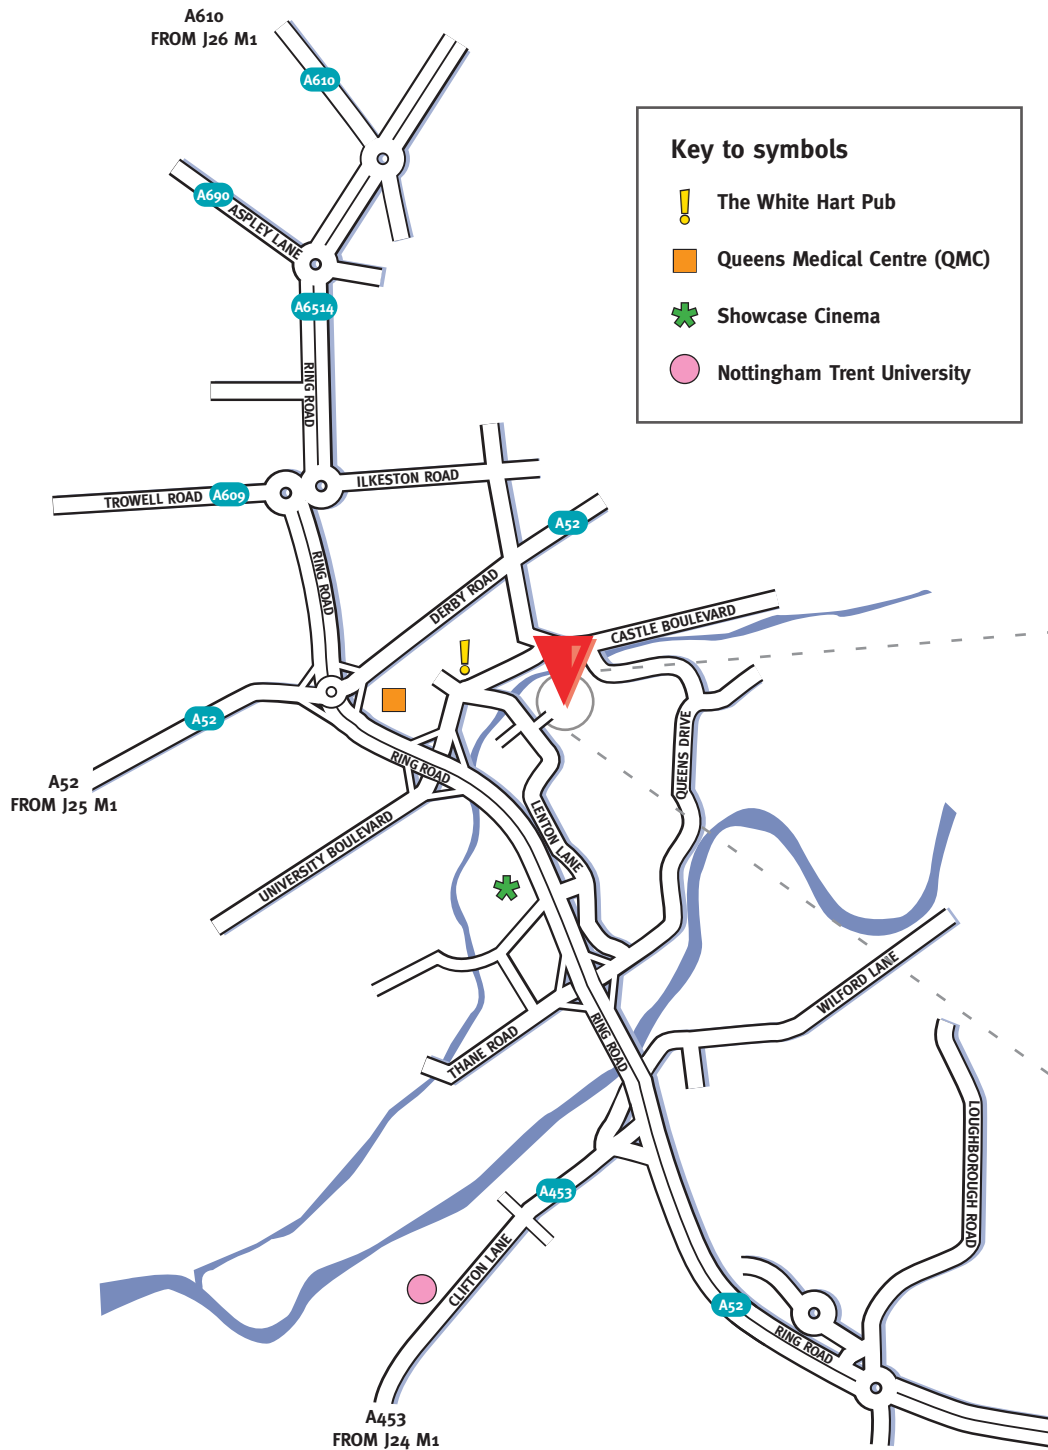 A610
FROM J26 M1
A610
A690
ASPLEY LANE
A6514
RING ROAD
Key to symbols
The White Hart Pub
Queens Medical Centre (QMC)
Showcase Cinema
Nottingham Trent University
TROWELL ROAD
A609
ILKESTON ROAD
A52
RING ROAD
DERBY ROAD
CASTLE BOULEVARD
A52
A52
FROM J25 M1
RING ROAD
QUEENS DRIVE
LENTON LANE
UNIVERSITY BOULEVARD
WILFORD LANE
THANE ROAD
RING ROAD
LOUGHBOROUGH ROAD
A453
CLIFTON LANE
A52
RING ROAD
A453
FROM J24 M1